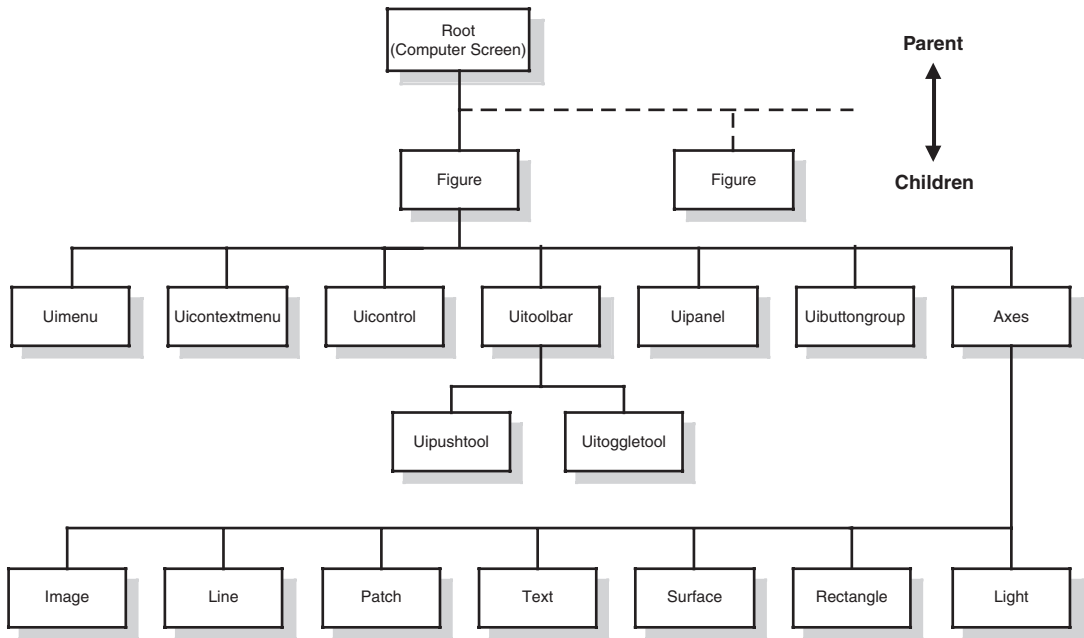 Root
(Computer Screen)
Parent
Figure
Figure
Children
Uimenu
Uicontextmenu
Uicontrol
Uitoolbar
Uipanel
Uibuttongroup
Axes
Uipushtool
Uitoggletool
Image
Line
Patch
Text
Surface
Rectangle
Light